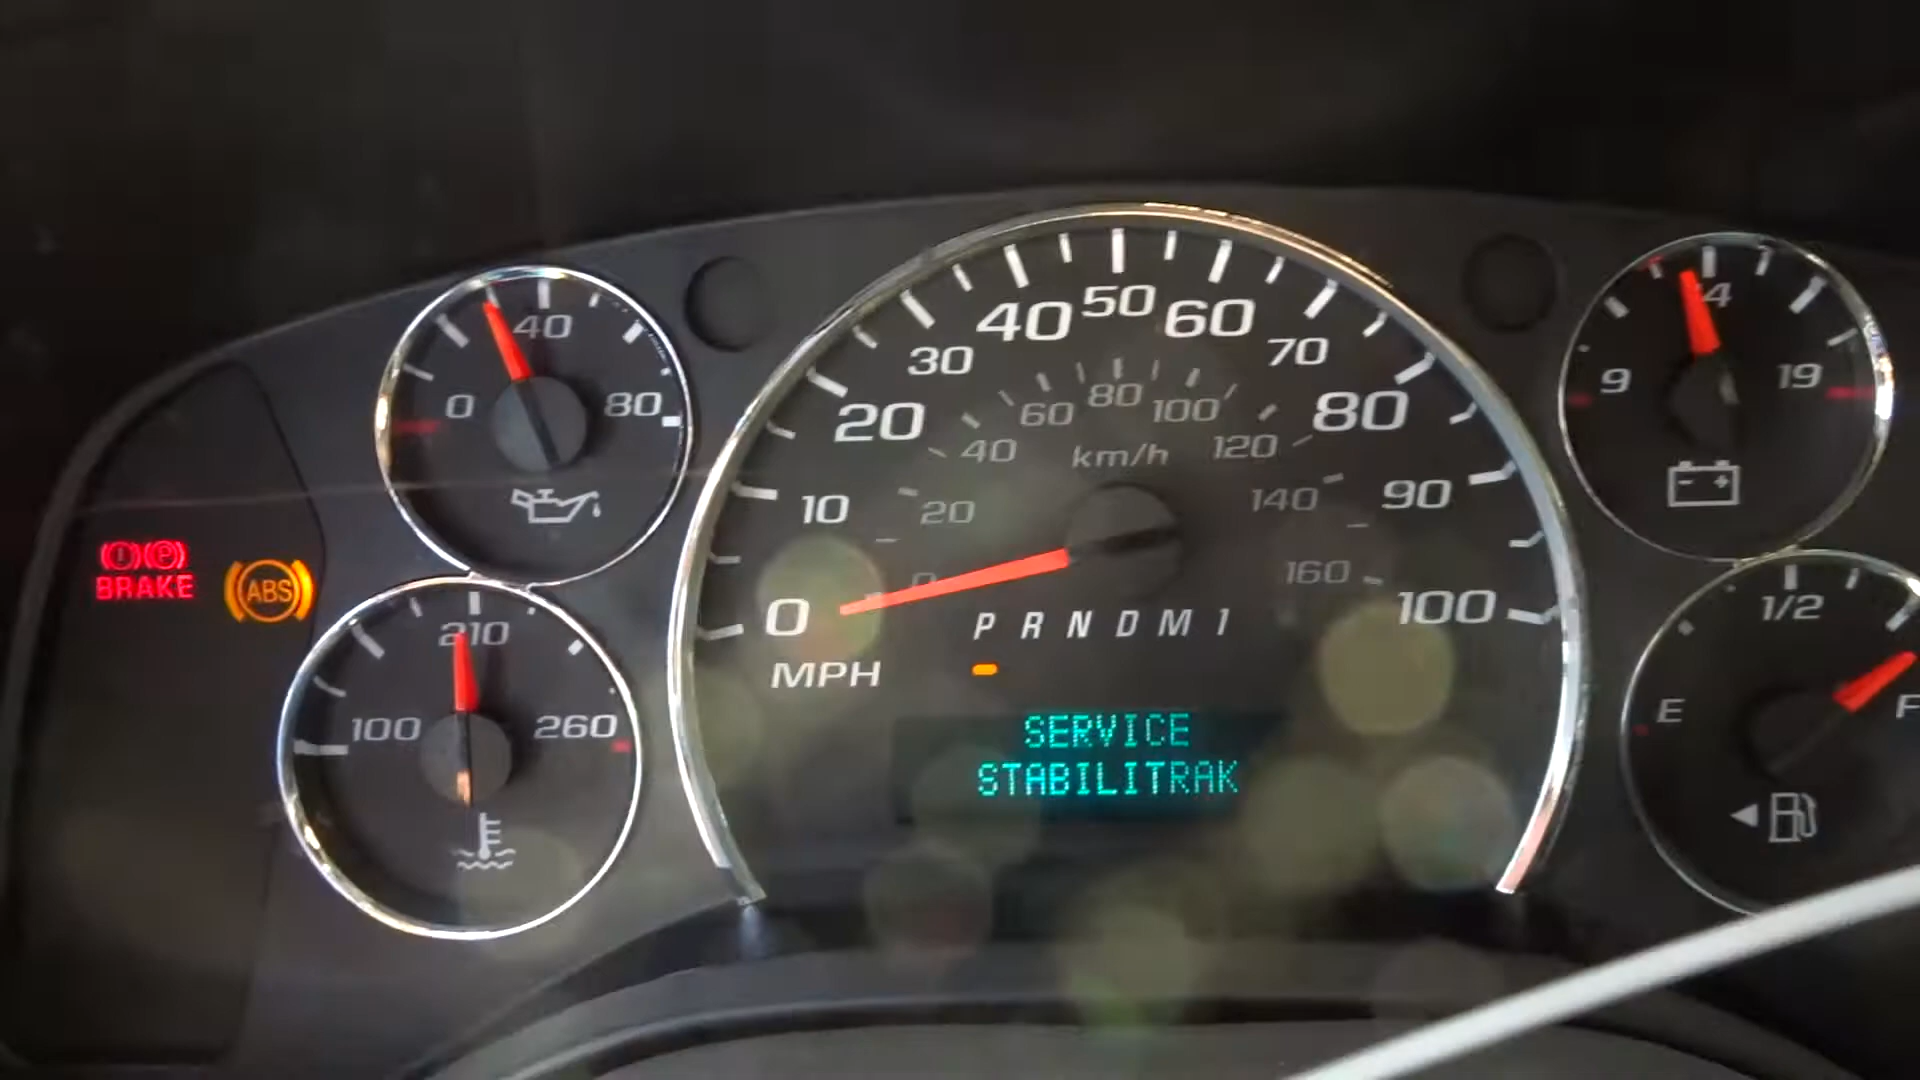 40
0 80
BRAKE
ABS
210
100 260
0 10 20 30 40 50 60 70 80 90 100
20 40 60 80 100 120 140 160
km/h
MPH
P R N D M 1
SERVICE
STABILITRAK
9 19
1/2
E F